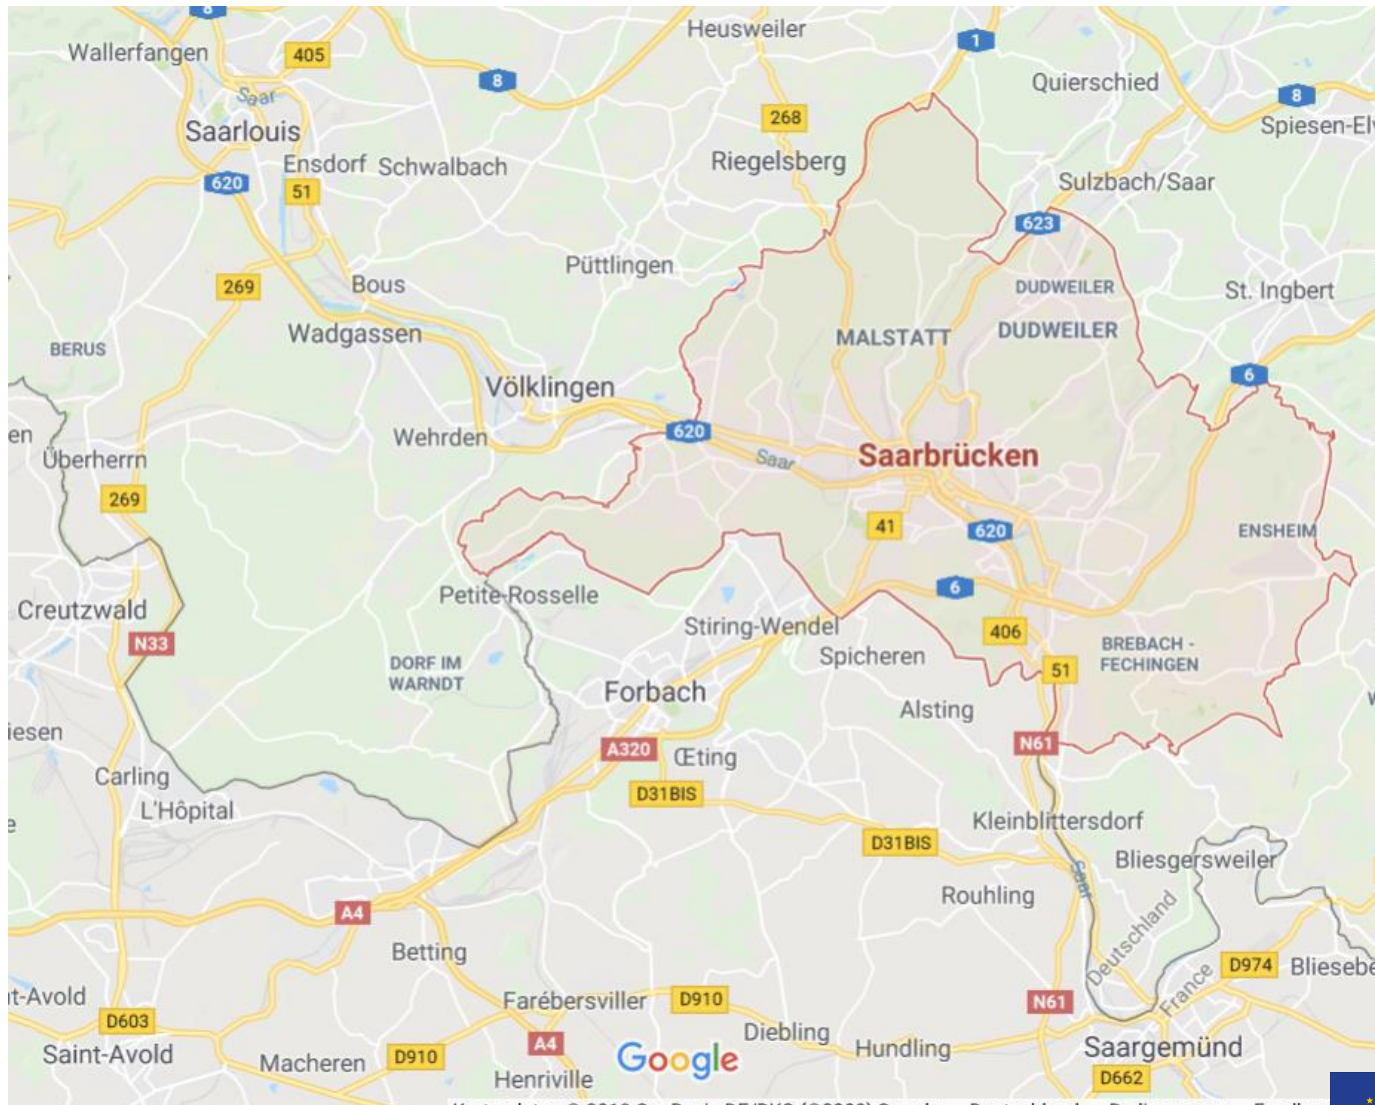 8
Heusweiler
1
Wallerfangen
405
8
Quierschied
8
Saar
268
Spiesen-Elv
Saarlouis
Riegelsberg
Ensdorf
Schwalbach
620
51
Sulzbach/Saar
623
Püttlingen
269
Bous
DUDWEILER
St. Ingbert
Wadgassen
MALSTATT
DUDWEILER
BERUS
Völklingen
6
en
Wehrden
620
Überherrn
Saar
Saarbrücken
269
41
620
ENSHEIM
Creutzwald
Petite-Rosselle
6
N33
Stiring-Wendel
406
DORF IM
WARNDT
Spicheren
BREBACH -
FECHINGEN
51
Forbach
Alsting
iesen
A320
Œting
N61
Carling
D31BIS
L'Hôpital
Kleinblittersdorf
D31BIS
Bliesgersweiler
Saar
Rouhling
A4
Deutschland
Betting
D974
Bliesebe
nt-Avold
Farébersviller
D910
N61
France
D603
Diebling
Saint-Avold
Macheren
D910
A4
Google
Hundling
Saargemünd
Henriville
D662